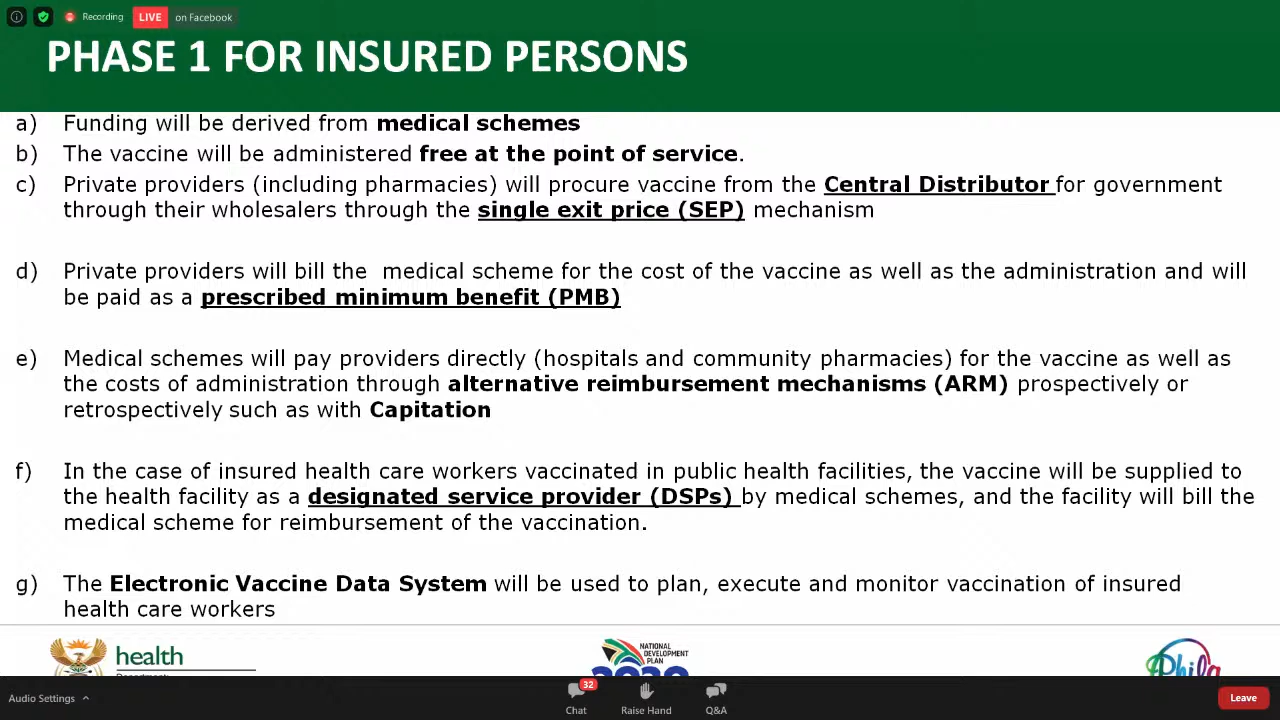 Recording LIVE on Facebook
PHASE 1 FOR INSURED PERSONS
a) Funding will be derived from medical schemes
b) The vaccine will be administered free at the point of service.
c) Private providers (including pharmacies) will procure vaccine from the Central Distributor for government
through their wholesalers through the single exit price (SEP) mechanism
d) Private providers will bill the  medical scheme for the cost of the vaccine as well as the administration and will
be paid as a prescribed minimum benefit (PMB)
e) Medical schemes will pay providers directly (hospitals and community pharmacies) for the vaccine as well as
the costs of administration through alternative reimbursement mechanisms (ARM) prospectively or
retrospectively such as with Capitation
f) In the case of insured health care workers vaccinated in public health facilities, the vaccine will be supplied to
the health facility as a designated service provider (DSPs) by medical schemes, and the facility will bill the
medical scheme for reimbursement of the vaccination.
g) The Electronic Vaccine Data System will be used to plan, execute and monitor vaccination of insured
health care workers
health
NATIONAL
DEVELOPMENT
PLAN
2030
Phila
Audio Settings
32
Chat
Raise Hand
Q&A
Leave